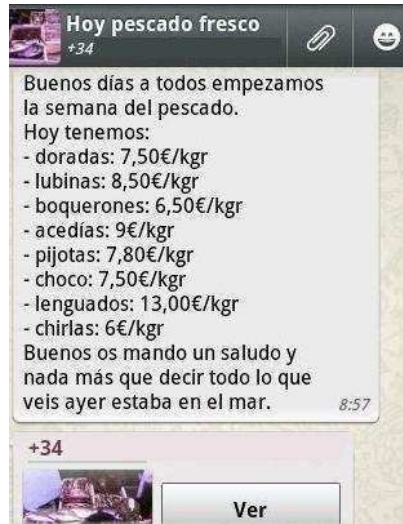 Hoy pescado fresco
+34
Buenos días a todos empezamos
la semana del pescado.
Hoy tenemos:
- doradas: 7,50€/kgr
- lubinas: 8,50€/kgr
- boquerones: 6,50€/kgr
- acedías: 9€/kgr
- pijotas: 7,80€/kgr
- choco: 7,50€/kgr
- lenguados: 13,00€/kgr
- chirlas: 6€/kgr
Buenos os mando un saludo y
nada más que decir todo lo que
veis ayer estaba en el mar.
8:57
+34
Ver